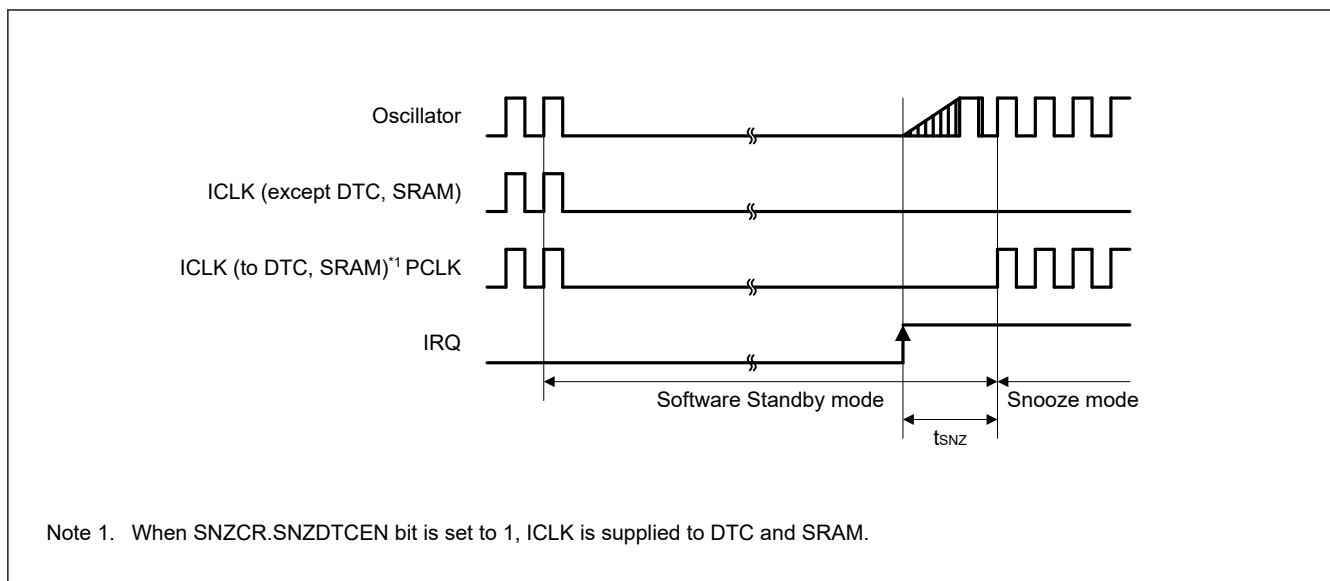 Oscillator
ICLK (except DTC, SRAM)
ICLK (to DTC, SRAM)*1 PCLK
IRQ
Software Standby mode
Snooze mode
tSNZ
Note 1. When SNZCR.SNZDTCEN bit is set to 1, ICLK is supplied to DTC and SRAM.